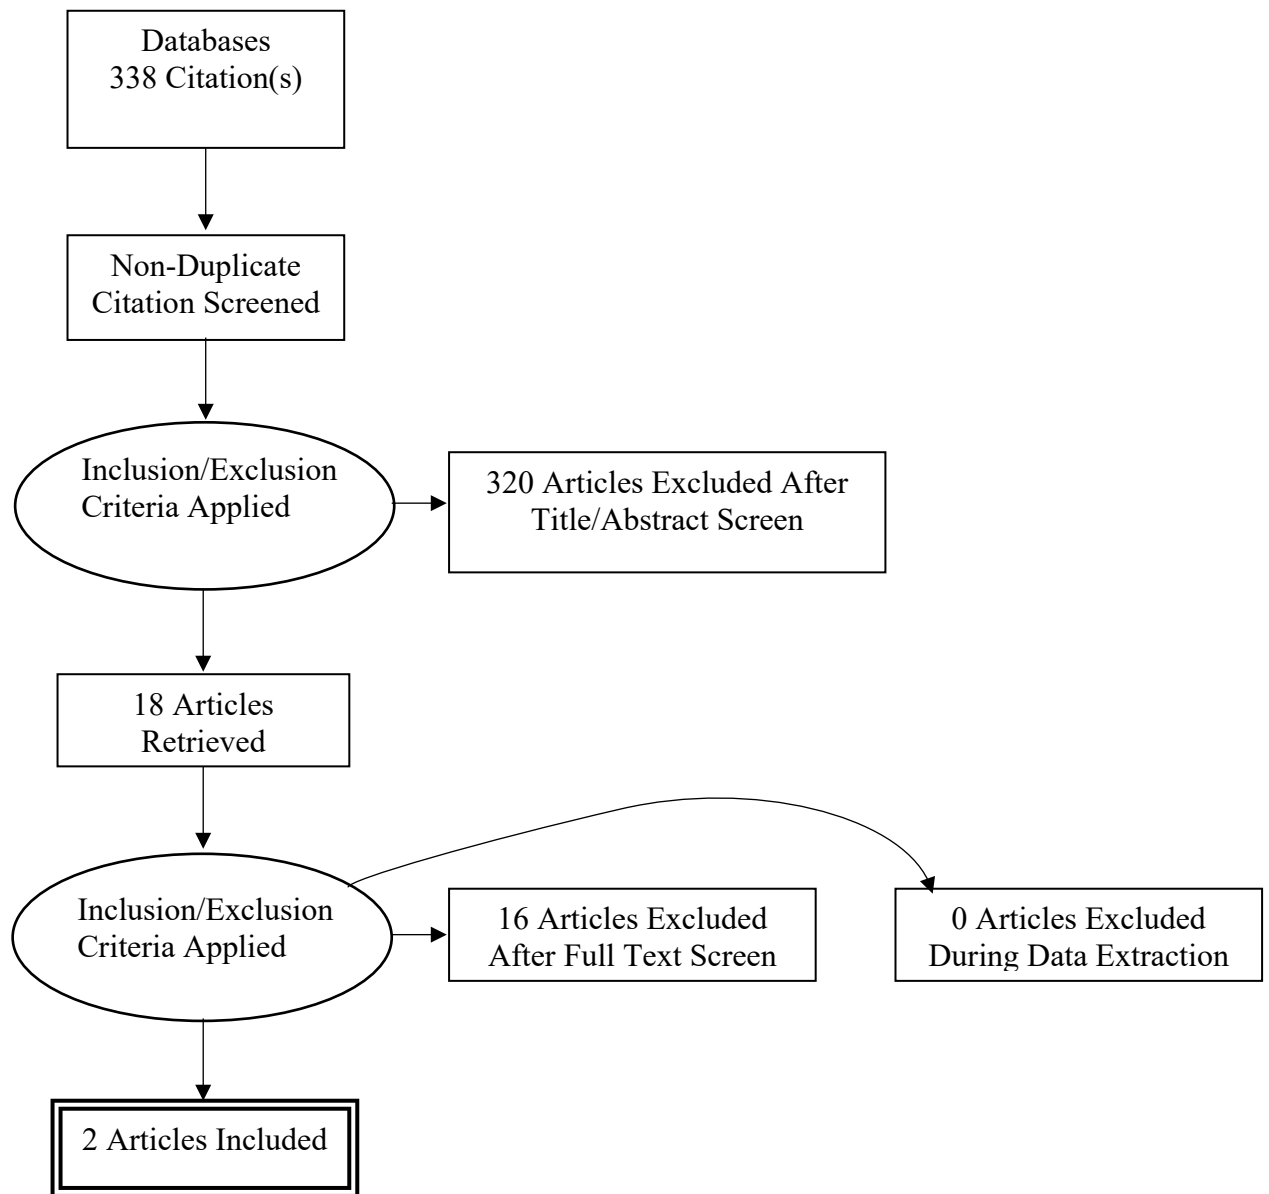 Databases
338 Citation(s)
Non-Duplicate
Citation Screened
Inclusion/Exclusion
Criteria Applied
320 Articles Excluded After
Title/Abstract Screen
18 Articles
Retrieved
Inclusion/Exclusion
Criteria Applied
16 Articles Excluded
After Full Text Screen
0 Articles Excluded
During Data Extraction
2 Articles Included